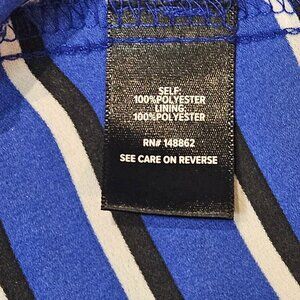 SELF:
100%POLYESTER
LINING:
100%POLYESTER
RN# 148862
SEE CARE ON REVERSE